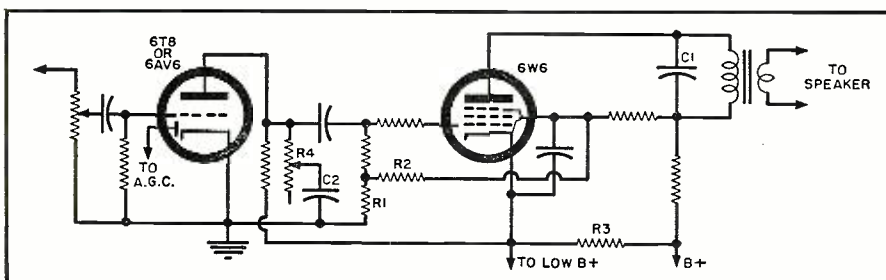 6T8
OR
6AV6
6W6
C1
TO
SPEAKER
TO
A.G.C.
R4
C2
R2
R1
R3
TO LOW B+
B+